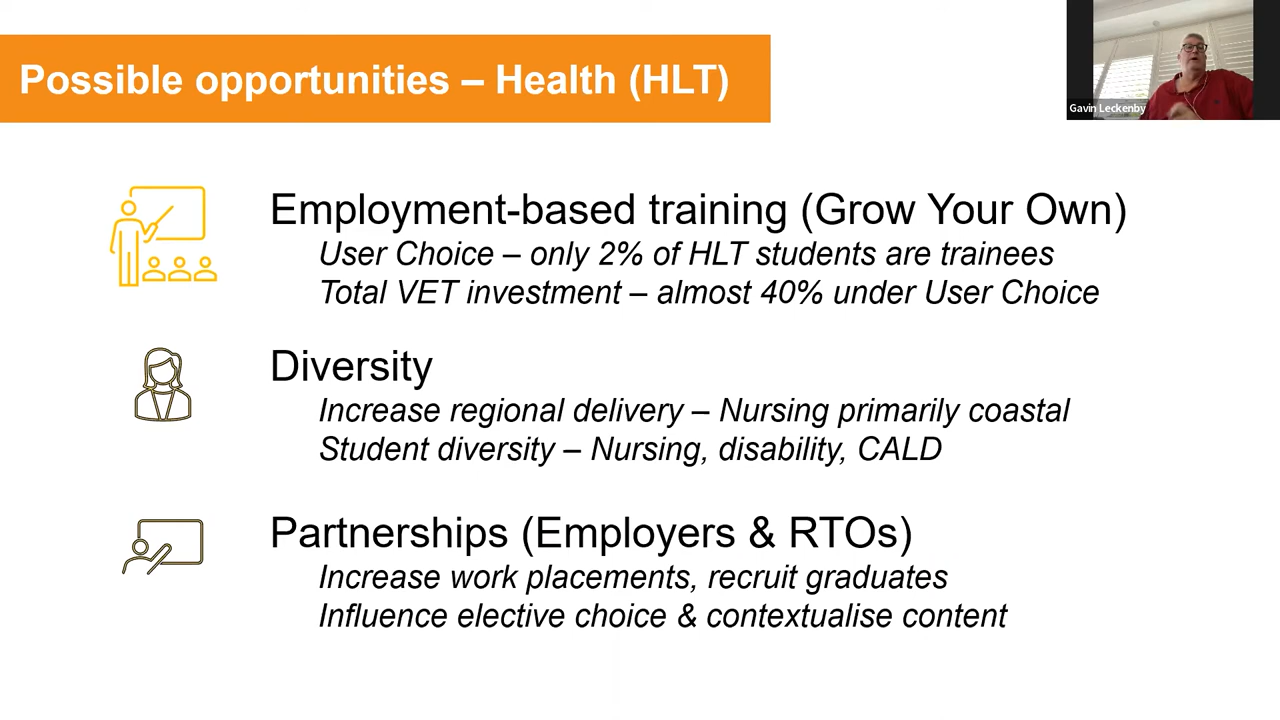 Possible opportunities – Health (HLT)
Gavin Leckenby
Employment-based training (Grow Your Own)
User Choice – only 2% of HLT students are trainees
Total VET investment – almost 40% under User Choice
Diversity
Increase regional delivery – Nursing primarily coastal
Student diversity – Nursing, disability, CALD
Partnerships (Employers & RTOs)
Increase work placements, recruit graduates
Influence elective choice & contextualise content